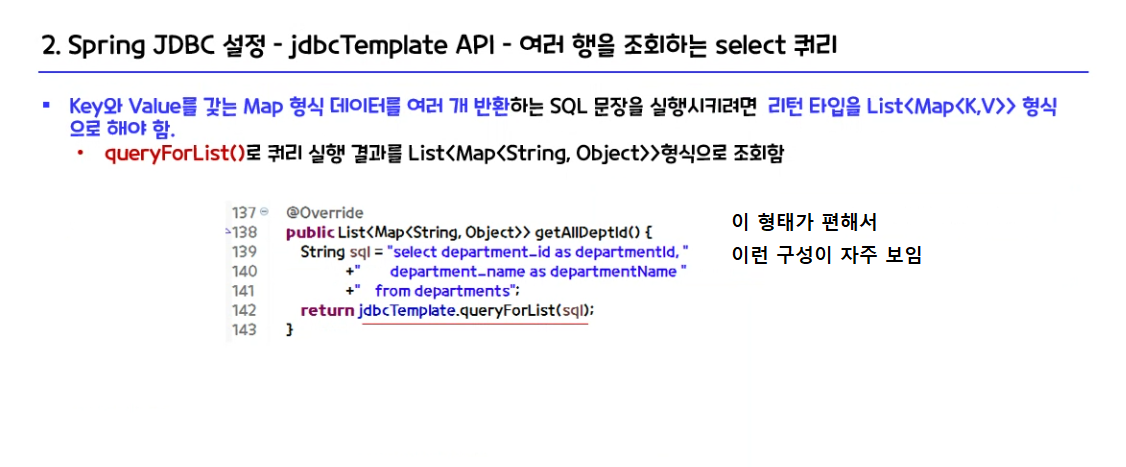 2. Spring JDBC 설정 - jdbcTemplate API - 여러 행을 조회하는 select 쿼리
▪ Key와 Value를 갖는 Map 형식 데이터를 여러 개 반환하는 SQL 문장을 실행시키려면 리턴 타입을 List<Map<K,V>> 형식
으로 해야 함.
• queryForList()로 쿼리 실행 결과를 List<Map<String, Object>>형식으로 조회함
137 @Override
138 public List<Map<String, Object>> getAllDeptId() {
139 String sql = "select department_id as departmentId, "
140 +" department_name as departmentName "
141 +" from departments";
142 return jdbcTemplate.queryForList(sql);
143 }
이 형태가 편해서
이런 구성이 자주 보임